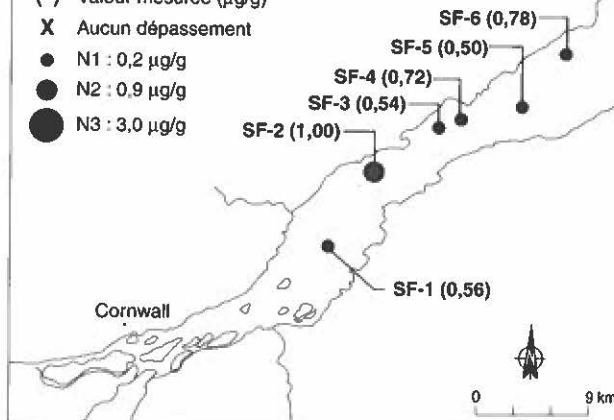 ( ) Valeur mesurée (µg/g)
X Aucun dépassement
N1 : 0,2 µg/g
N2 : 0,9 µg/g
N3 : 3,0 µg/g
SF-6 (0,78)
SF-5 (0,50)
SF-4 (0,72)
SF-3 (0,54)
SF-2 (1,00)
SF-1 (0,56)
Cornwall
N
0 9 km